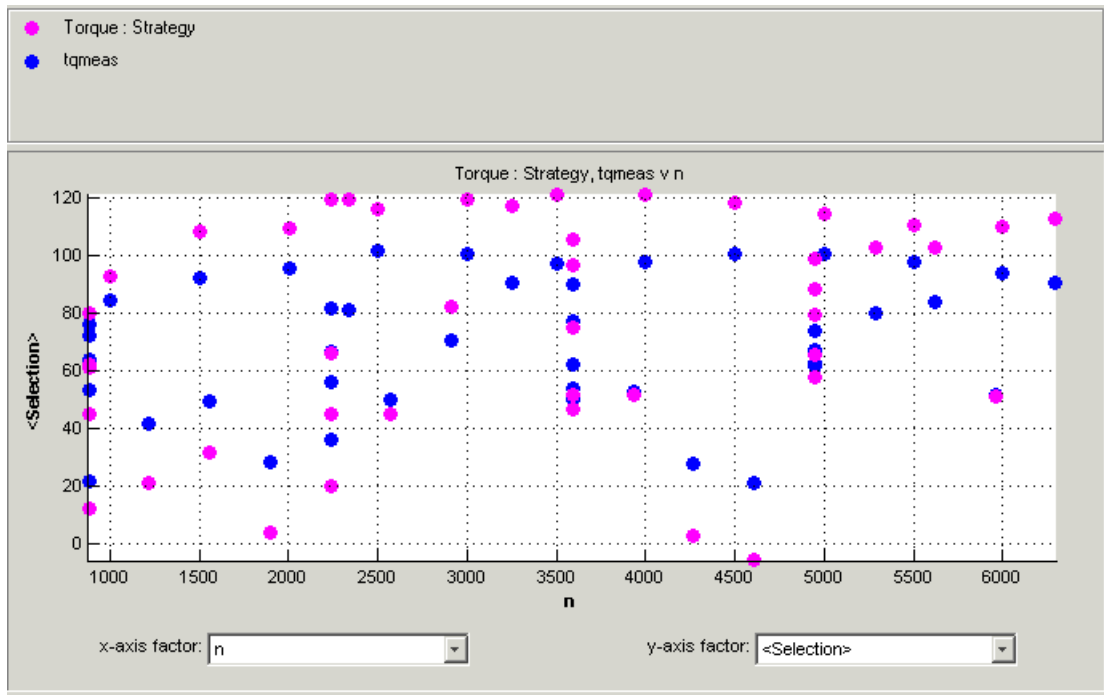 Torque : Strategy
tqmeas
Torque : Strategy, tqmeas v n
<Selection>
120
100
80
60
40
20
0
1000 1500 2000 2500 3000 3500 4000 4500 5000 5500 6000
n
x-axis factor: n y-axis factor: <Selection>